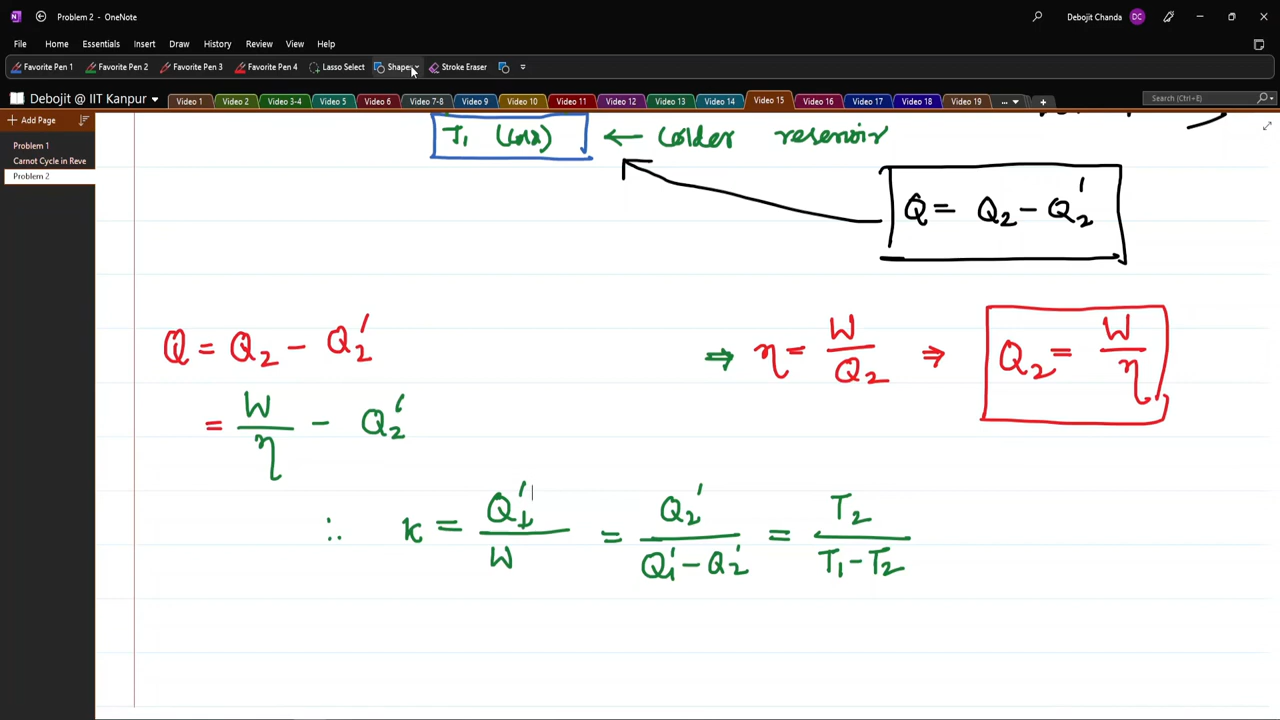 Problem 2 - OneNote
Debojit Chanda DC
File Home Essentials Insert Draw History Review View Help
Favorite Pen 1 Favorite Pen 2 Favorite Pen 3 Favorite Pen 4 Lasso Select Shapes Stroke Eraser
Debojit @ IIT Kanpur Video 1 Video 2 Video 3-4 Video 5 Video 6 Video 7-8 Video 9 Video 10 Video 11 Video 12 Video 13 Video 14 Video 15 Video 16 Video 17 Video 18 Video 19 ... Search (Ctrl+E)
Add Page
Problem 1
Carnot Cycle in Reve
Problem 2
T₁ (cold) ← colder reservoir
Q = Q₂ - Q₂'
Q = Q₂ - Q₂' ⇒ η = W/Q₂ ⇒ Q₂ = W/η
= W/η - Q₂'
∴ K = Q₁'/W = Q₂'/(Q₁' - Q₂') = T₂/(T₁ - T₂)